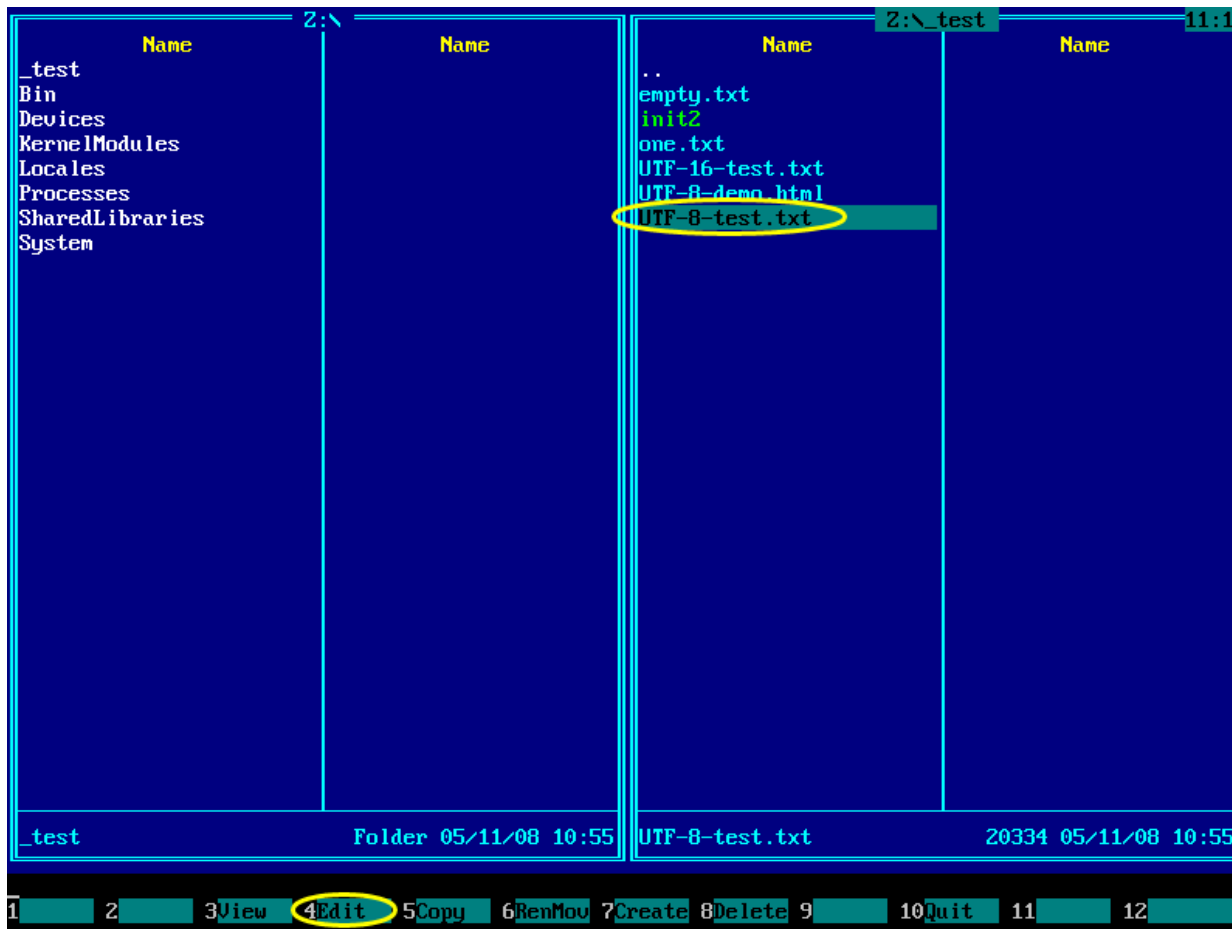 Z:\
Name Name
_test
Bin
Devices
KernelModules
Locales
Processes
SharedLibraries
System
_test Folder 05/11/08 10:55
Z:\_test 11:1
Name Name
..
empty.txt
init2
one.txt
UTF-16-test.txt
UTF-8-demo.html
UTF-8-test.txt
UTF-8-test.txt 20334 05/11/08 10:55
1 2 3View 4Edit 5Copy 6RenMov 7Create 8Delete 9 10Quit 11 12